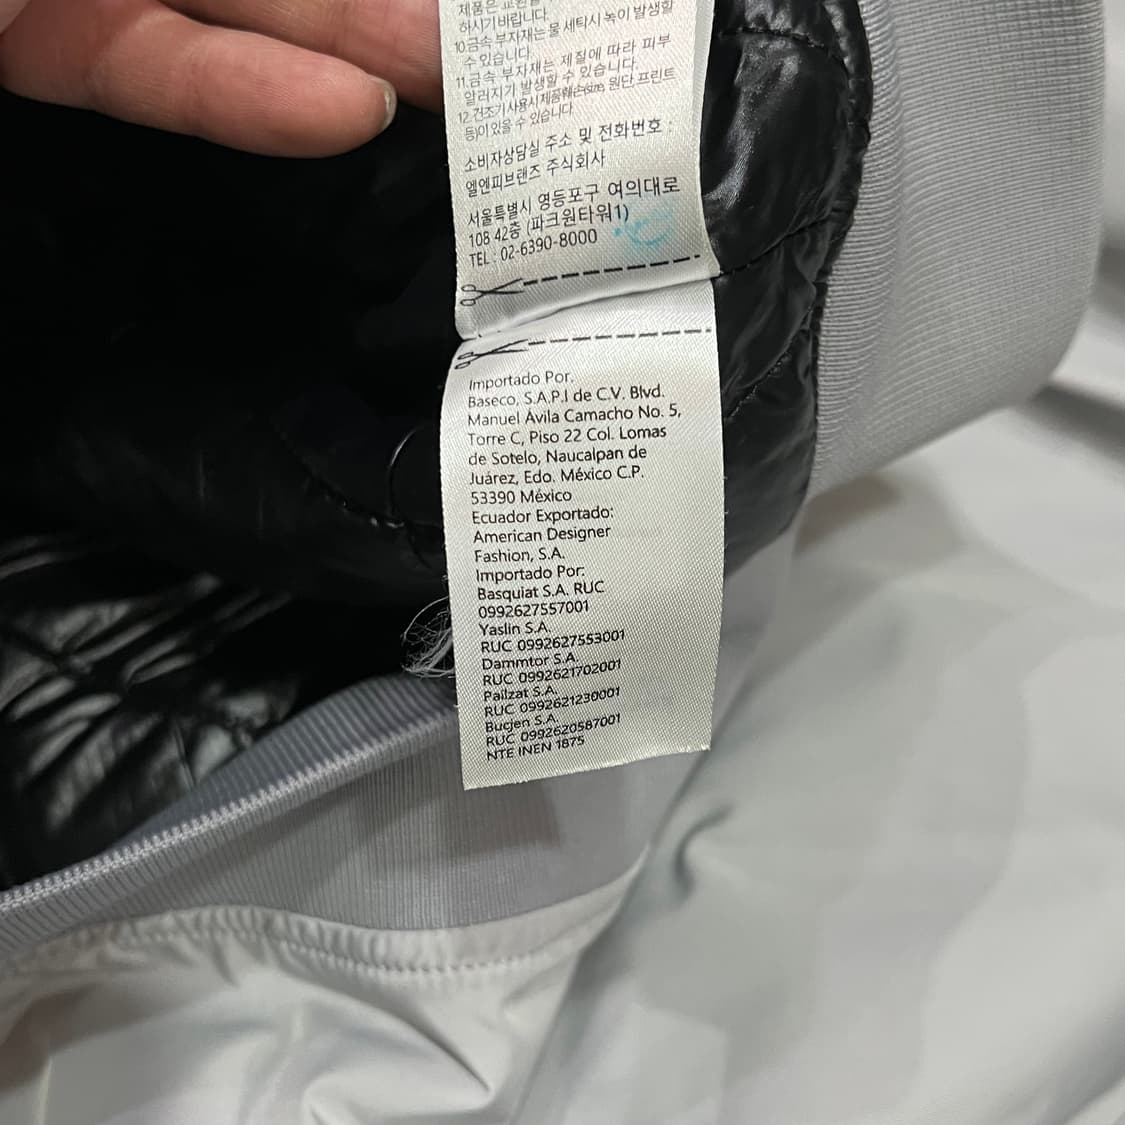 제품은 교환을
하시기 바랍니다.
10.금속 부자재는 물 세탁시 녹이 발생할
수 있습니다.
11.금속 부자재는 제질에 따라 피부
알러지가 발생할 수 있습니다.
12.건조기사용시제품훼손(size, 원단,프린트
등)이 있을 수 있습니다.
소비자상담실 주소 및 전화번호 :
엘엔피브랜즈 주식회사
서울특별시 영등포구 여의대로
108 42층 (파크원타워1)
TEL : 02-6390-8000
Importado Por.
Baseco, S.A.P.I de C.V. Blvd.
Manuel Ávila Camacho No. 5,
Torre C, Piso 22 Col. Lomas
de Sotelo, Naucalpan de
Juárez, Edo. México C.P.
53390 México
Ecuador Exportado:
American Designer
Fashion, S.A.
Importado Por:
Basquiat S.A. RUC
0992627557001
Yaslin S.A.
RUC 0992627553001
Dammtor S.A.
RUC 0992621702001
Pailzat S.A.
RUC 0992621230001
Bucjen S.A.
RUC 0992620587001
NTE INEN 1875